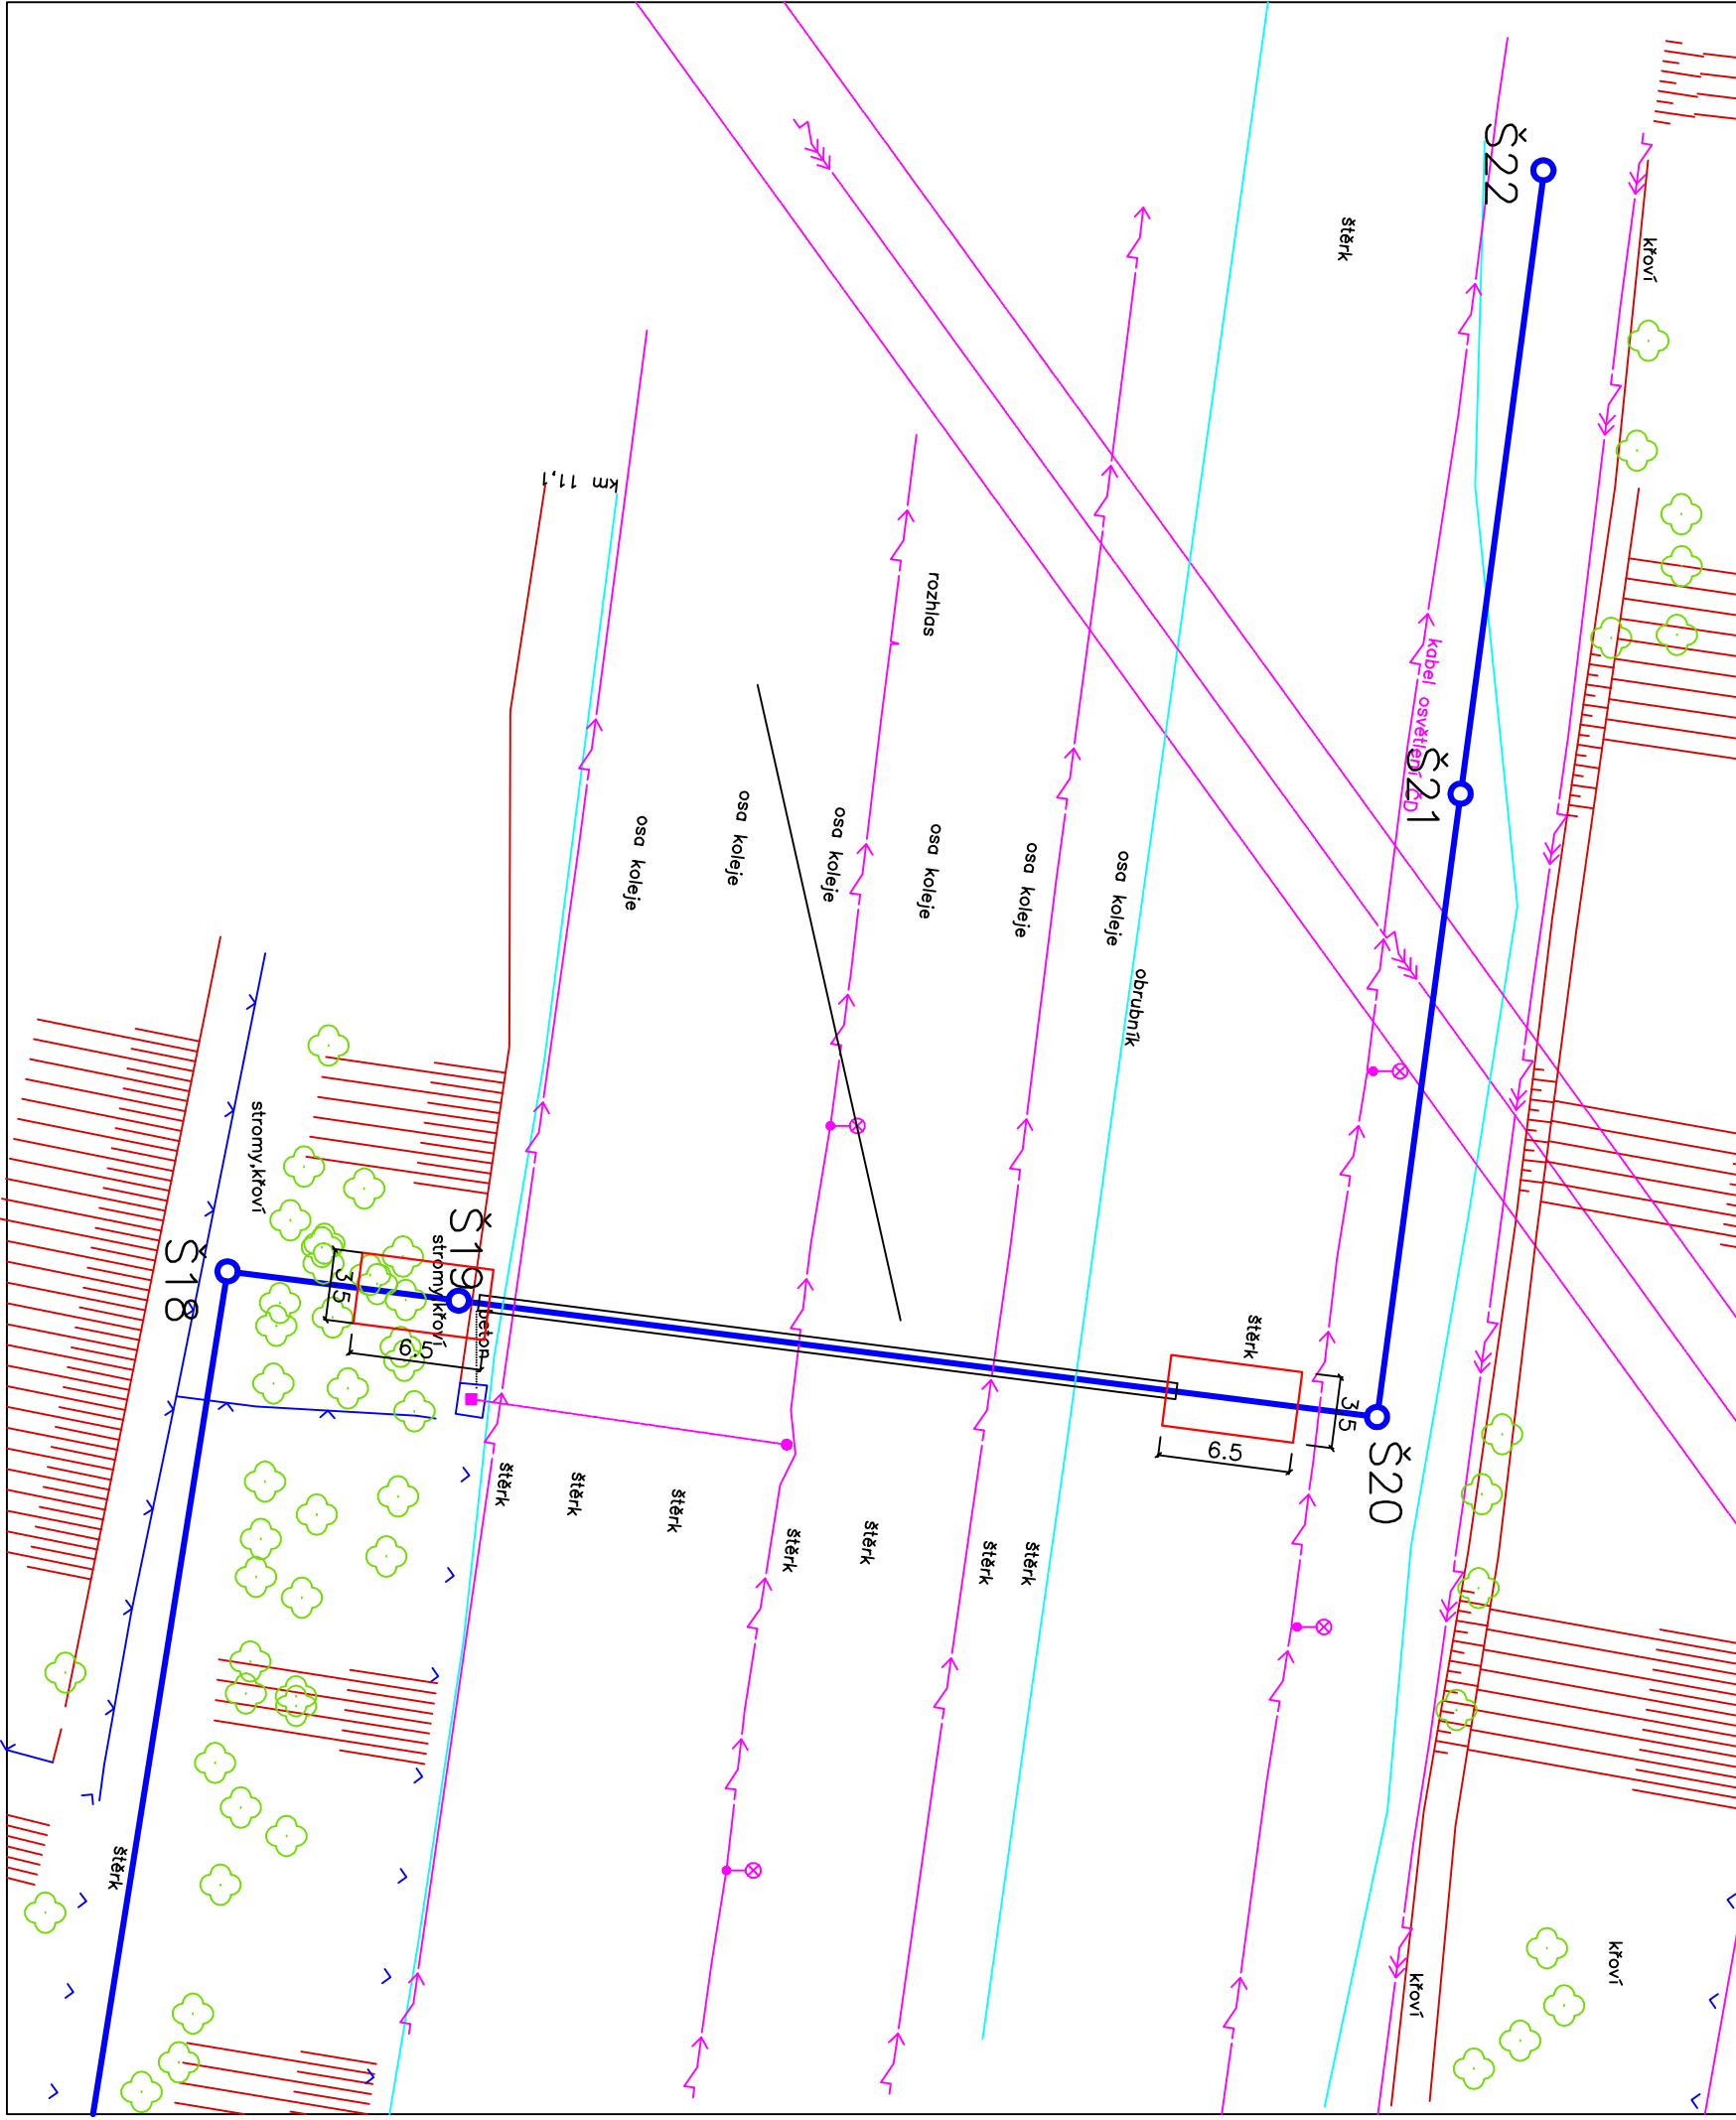 Š22
štěrk
křoví
km 11,1
rozhlas
kabel osvětlení ČD
Š21
osa koleje
osa koleje
osa koleje
osa koleje
osa koleje
osa koleje
obrubník
stromy,křoví
Š19
stromy,křoví
Š18
3.5
6.5
beton
štěrk
3.5
6.5
Š20
štěrk
štěrk
štěrk
štěrk
štěrk
štěrk
štěrk
štěrk
křoví
křoví